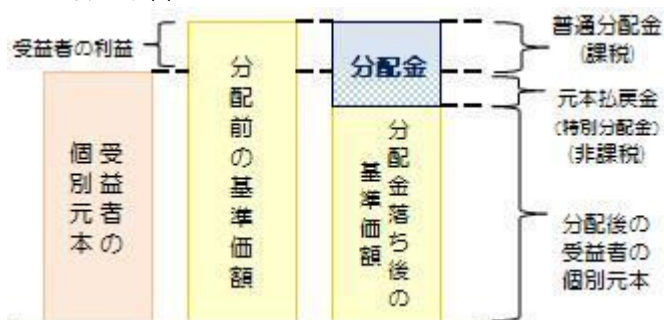 受益者の利益
受益者の
個別元本
分配前の基準価額
分配金
分配金落ち後の
基準価額
普通分配金
(課税)
元本払戻金
(特別分配金)
(非課税)
分配後の
受益者の
個別元本